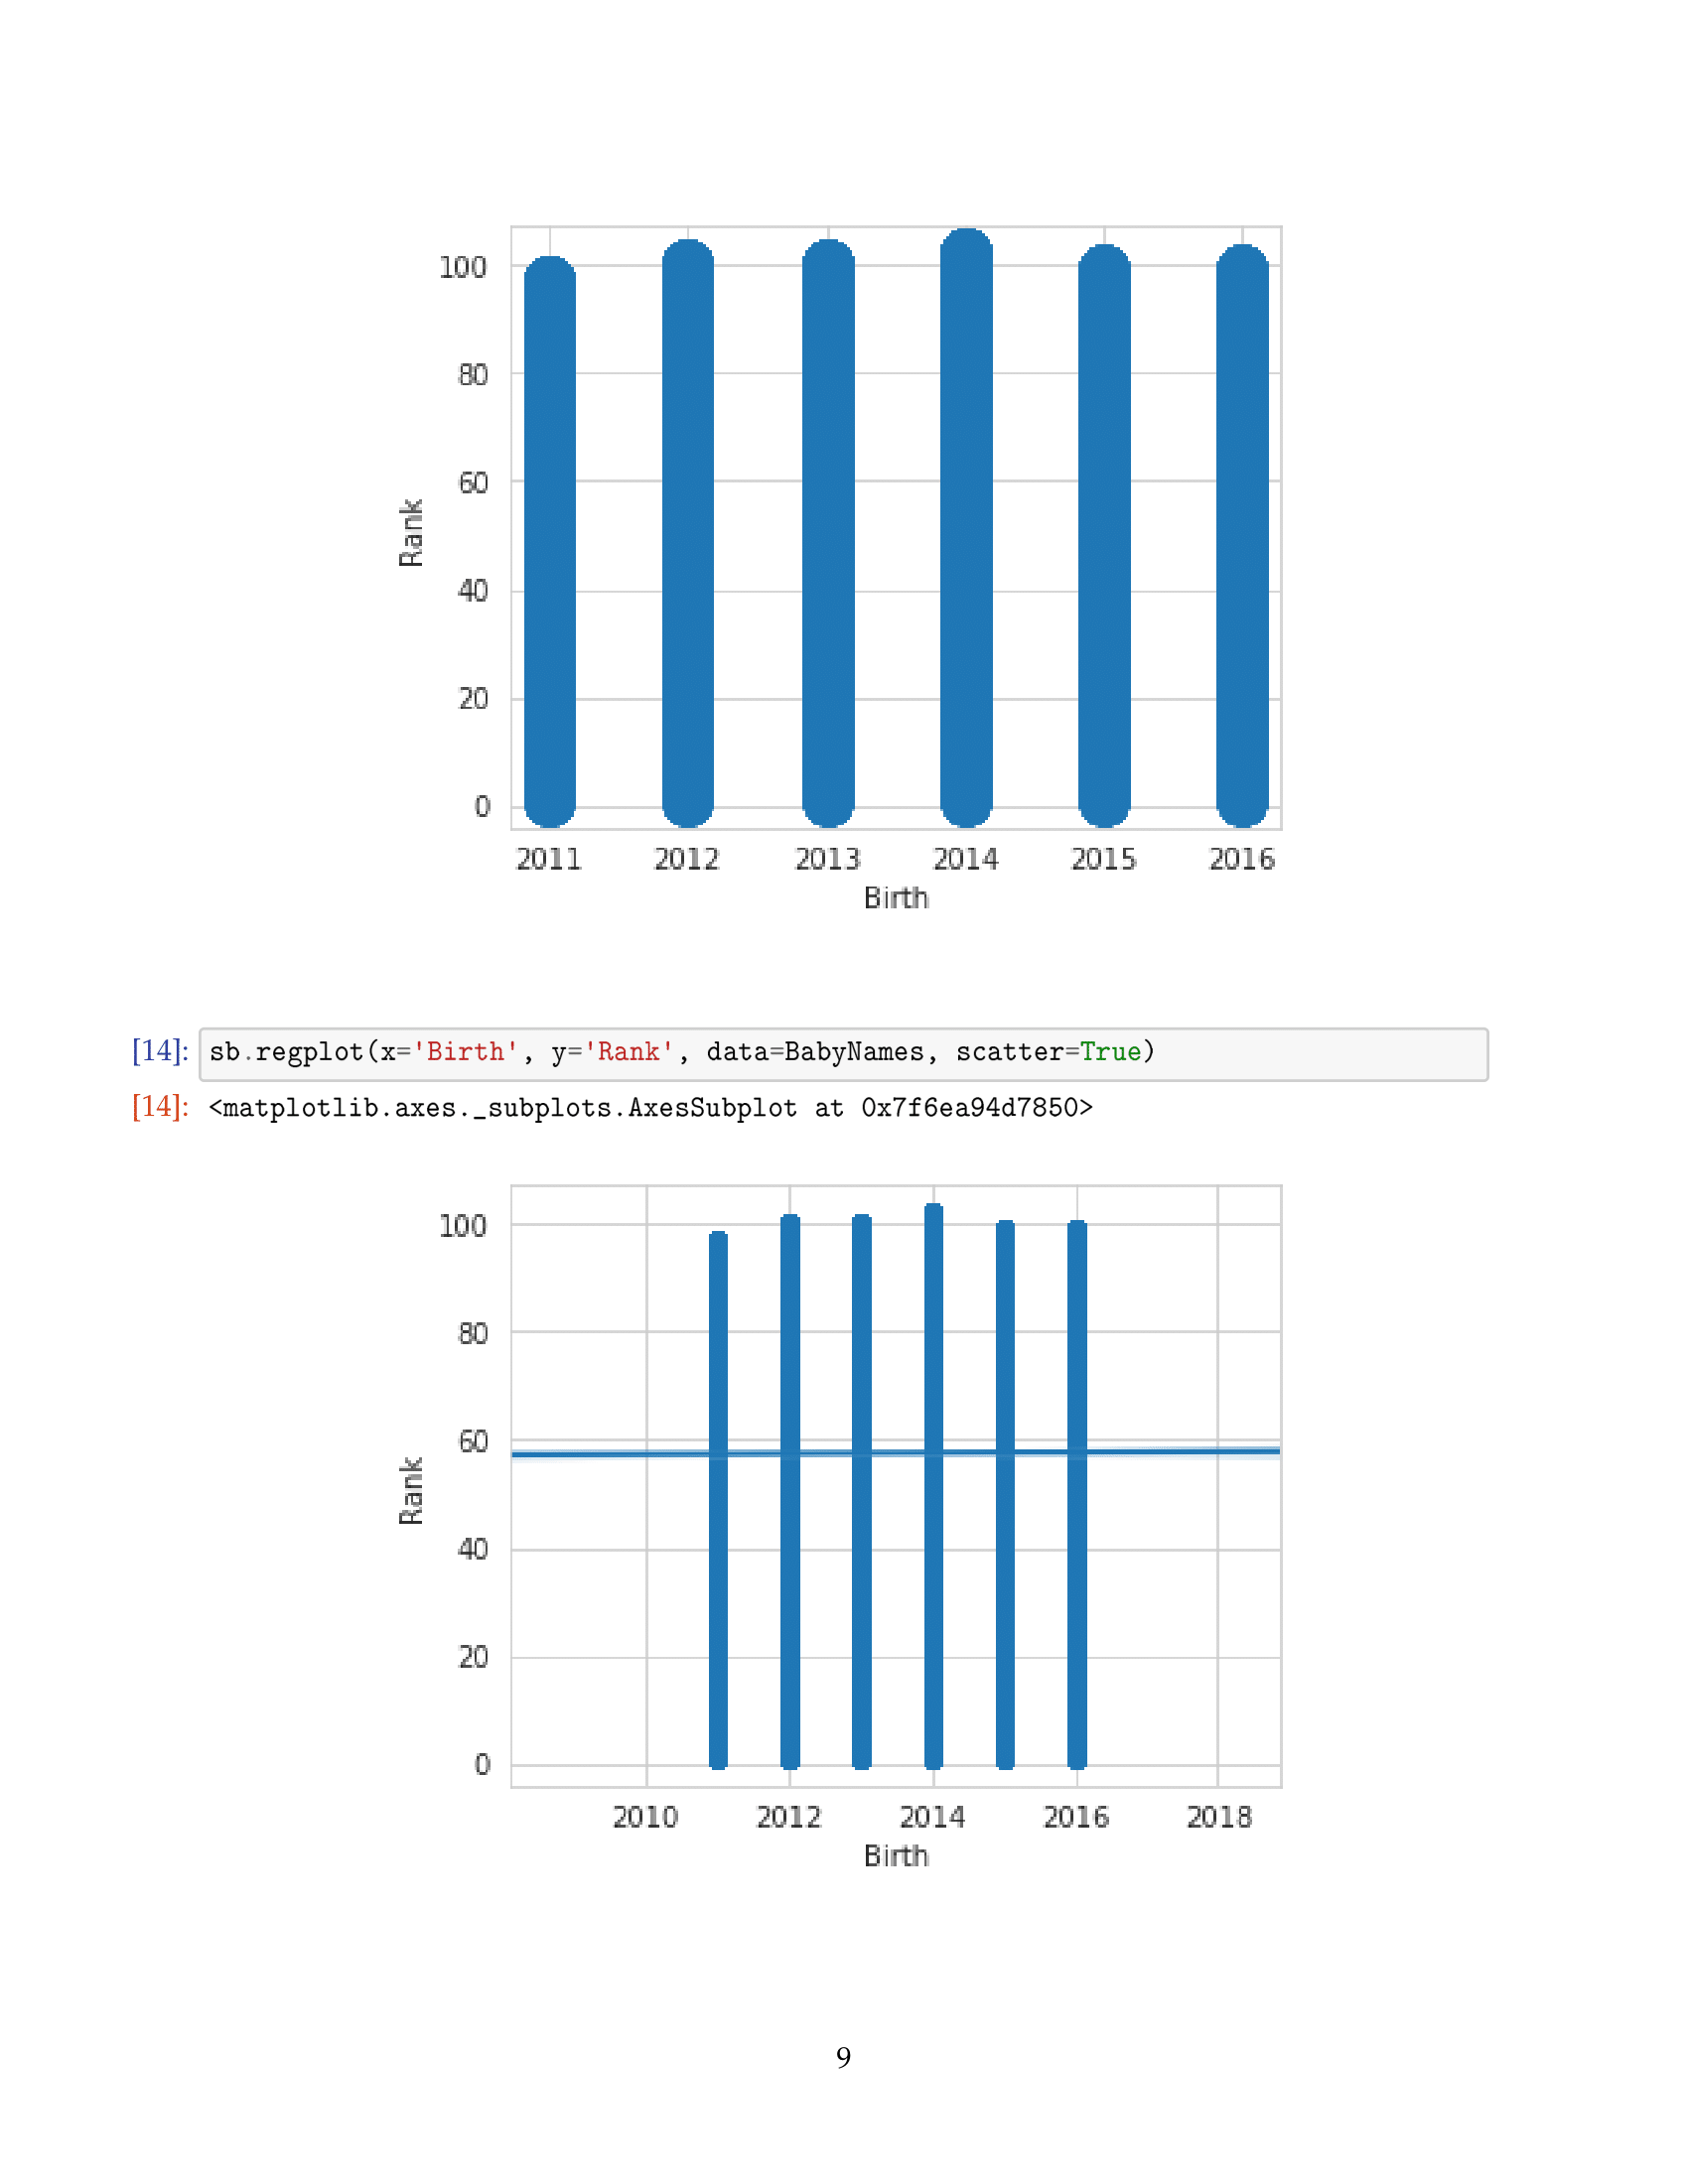 100
80
60
40
20
0
Rank
2011 2012 2013 2014 2015 2016
Birth
[14]: sb.regplot(x='Birth', y='Rank', data=BabyNames, scatter=True)
[14]: <matplotlib.axes._subplots.AxesSubplot at 0x7f6ea94d7850>
100
80
60
40
20
0
Rank
2010 2012 2014 2016 2018
Birth
9